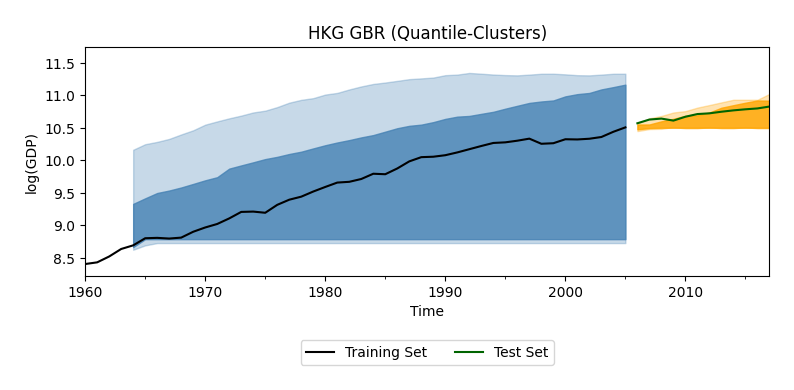 HKG GBR (Quantile-Clusters)
log(GDP)
11.5
11.0
10.5
10.0
9.5
9.0
8.5
1960 1970 1980 1990 2000 2010
Time
Training Set Test Set